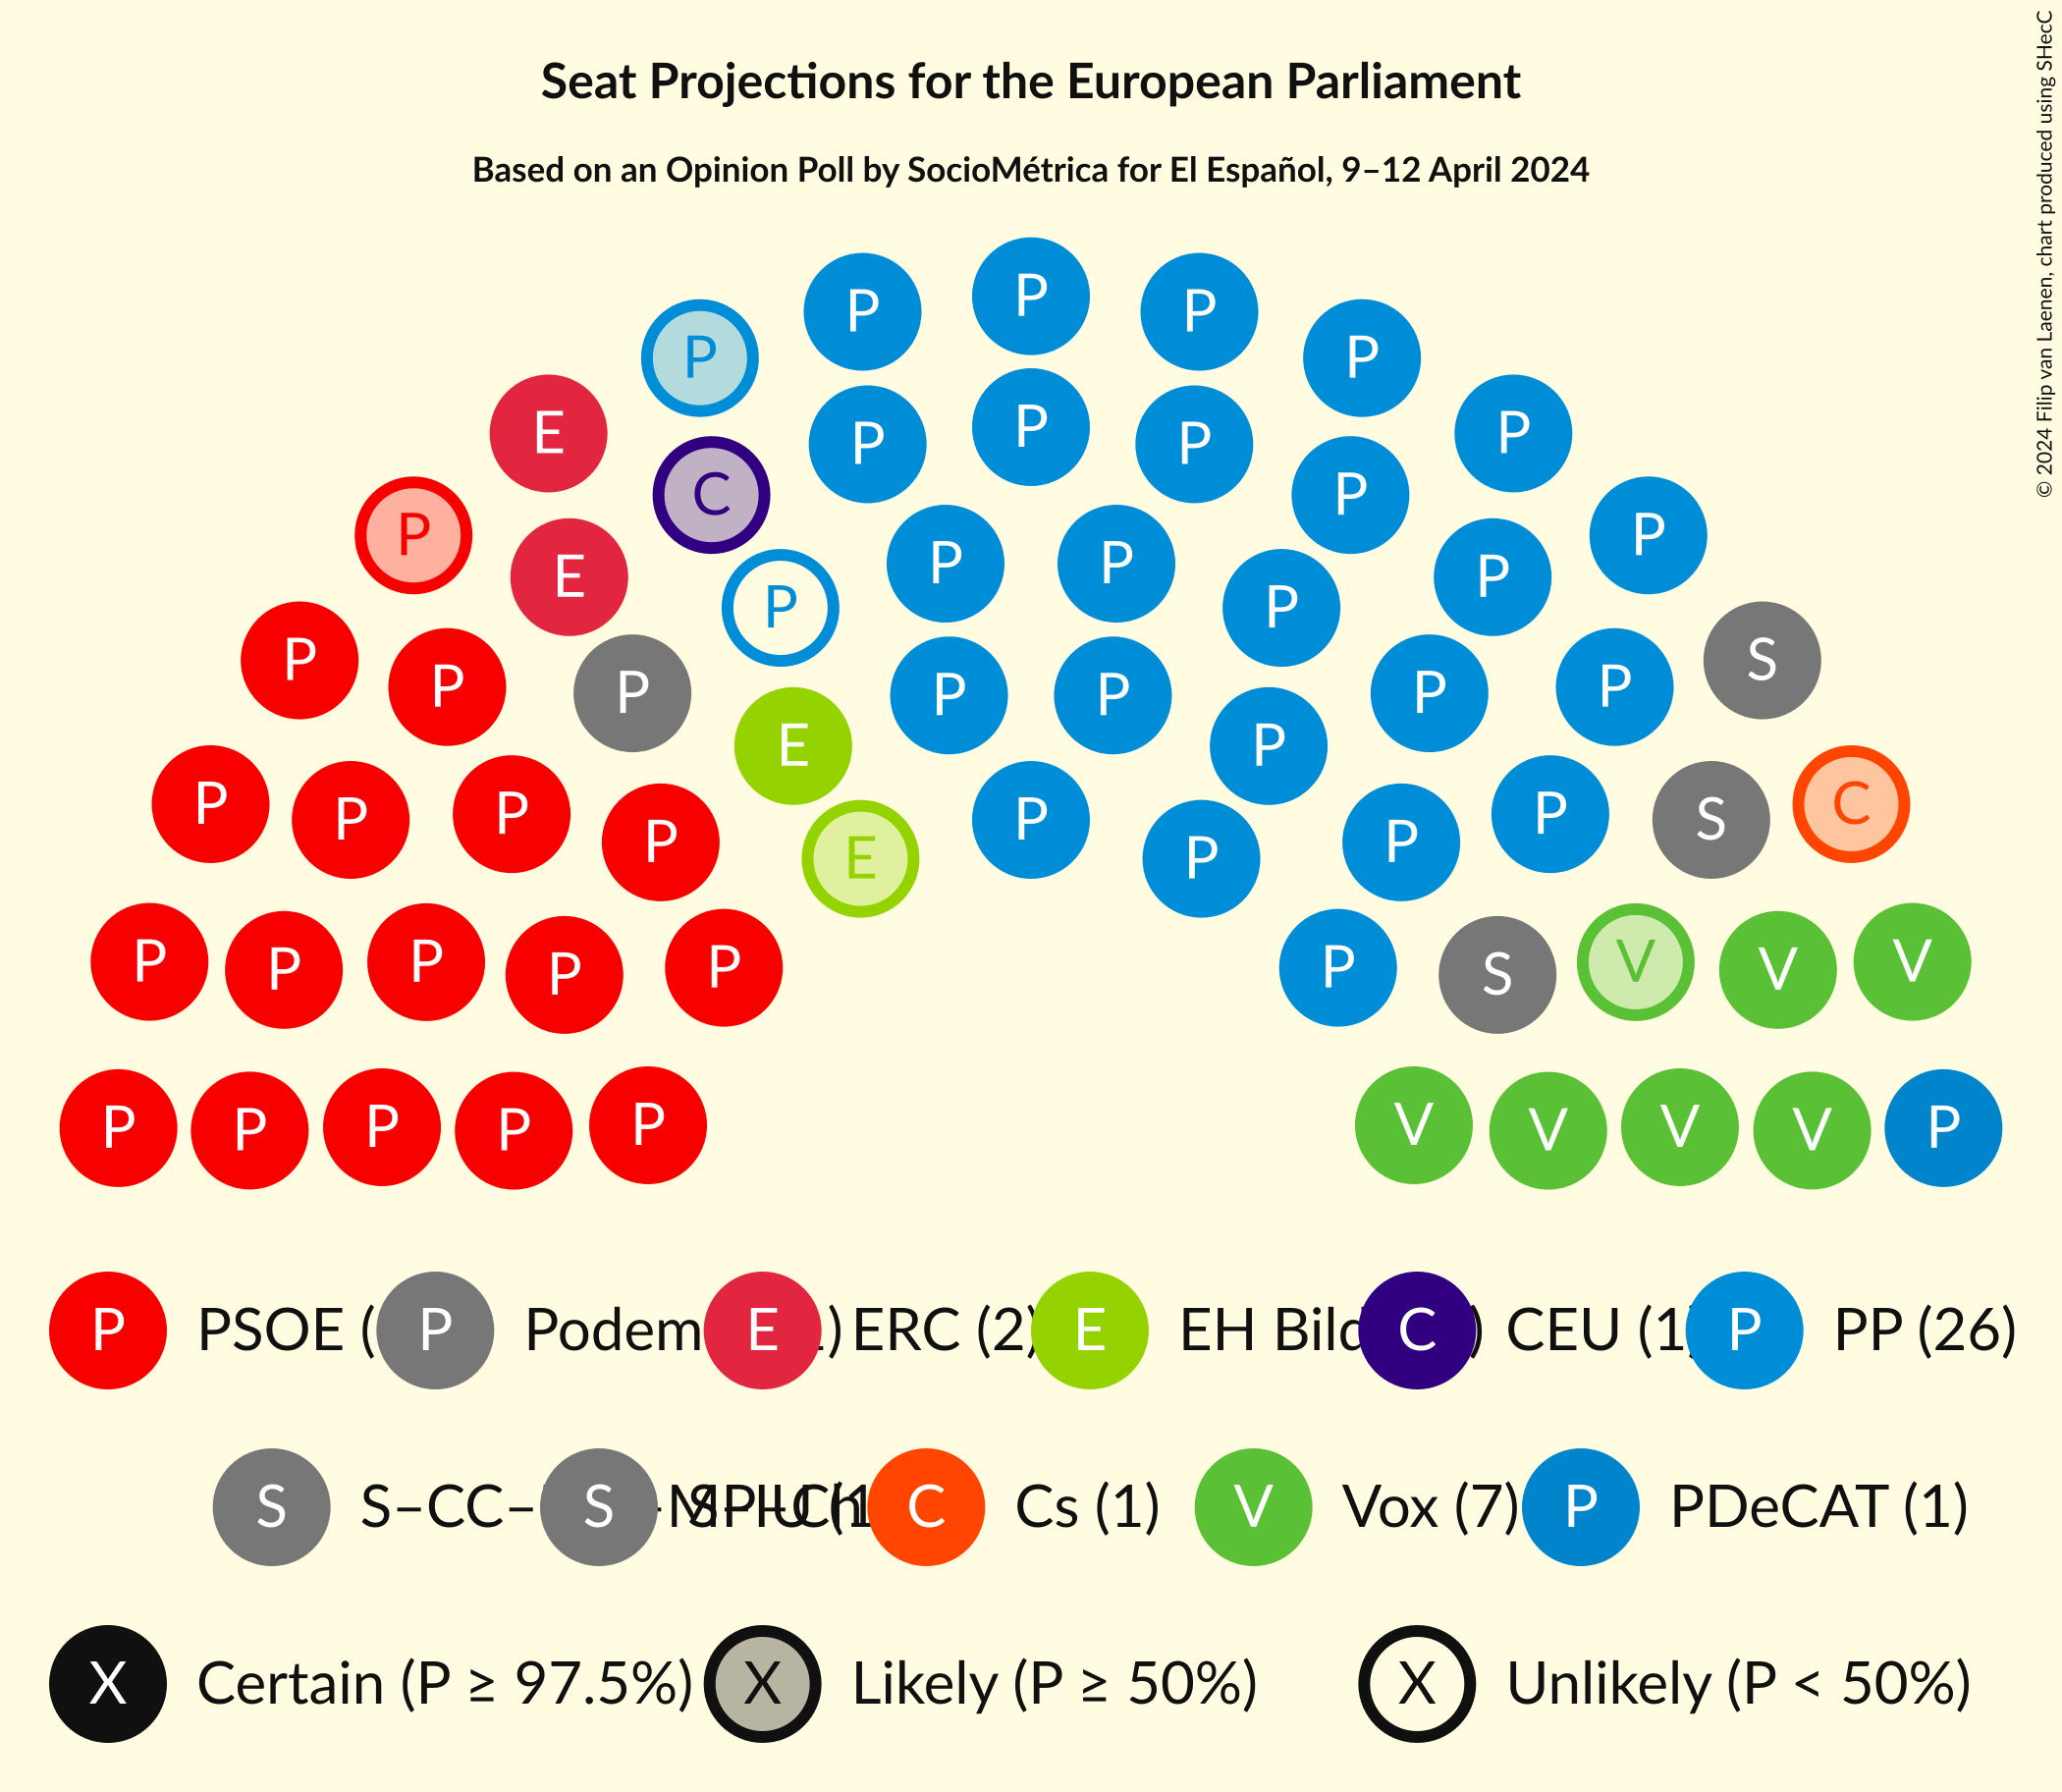 Seat Projections for the European Parliament
Based on an Opinion Poll by SocioMétrica for El Español, 9–12 April 2024
© 2024 Filip van Laenen, chart produced using SHecC
P P P P P
P P E C P P P P P
E P P P P P
P P E P P P
P P P P S
P P P E P P P P S C
P P P P E P P P P
P P P P P P S V V V
P P P P P V V V V P
P PSOE ( P Podem ) E ERC (2) E EH Bild ) C CEU (1) P PP (26)
S S–CC– S C Cs (1) V Vox (7) P PDeCAT (1)
X Certain (P ≥ 97.5%) X Likely (P ≥ 50%) X Unlikely (P < 50%)